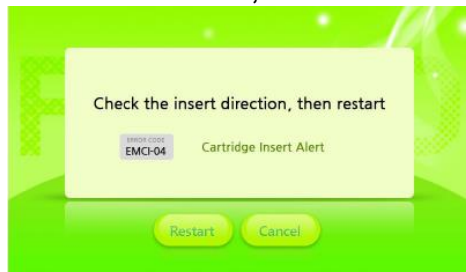 Check the insert direction, then restart
ERROR CODE
EMCI-04
Cartridge Insert Alert
Restart
Cancel